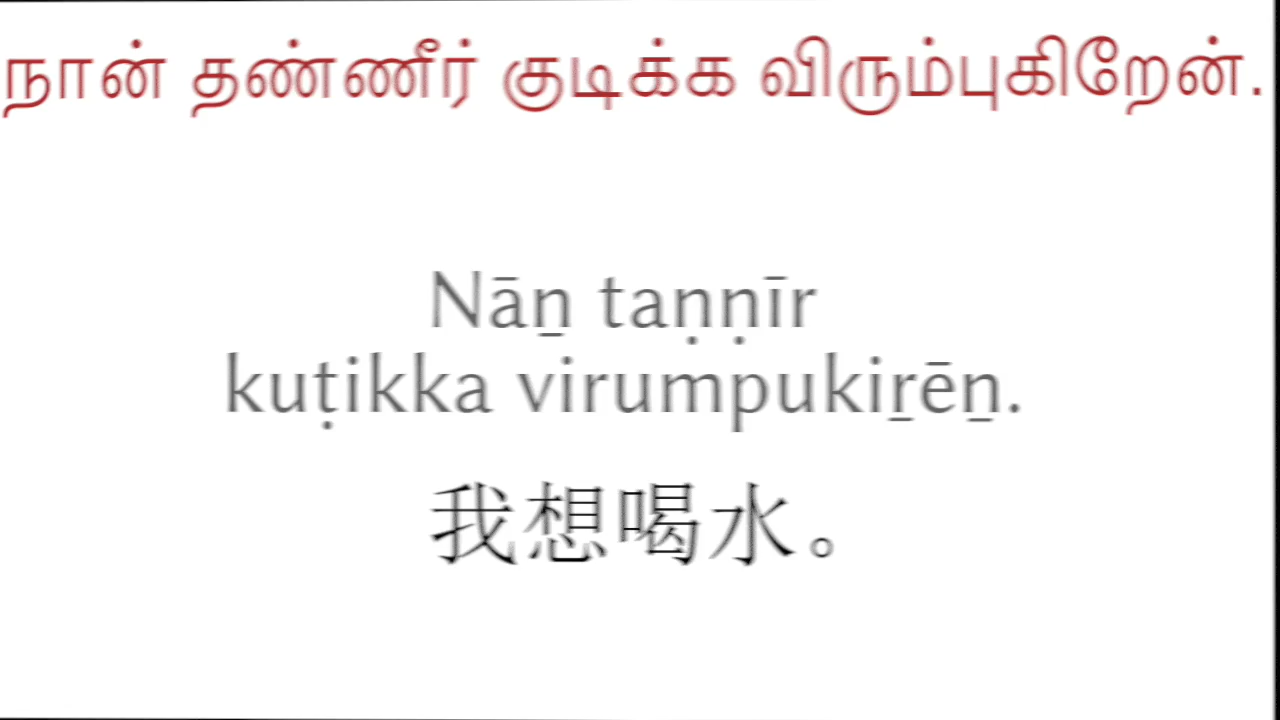 நான் தண்ணீர் குடிக்க விரும்புகிறேன்.
Nāṉ taṇṇīr
kuṭikka virumpukiṟēṉ.
我想喝水。